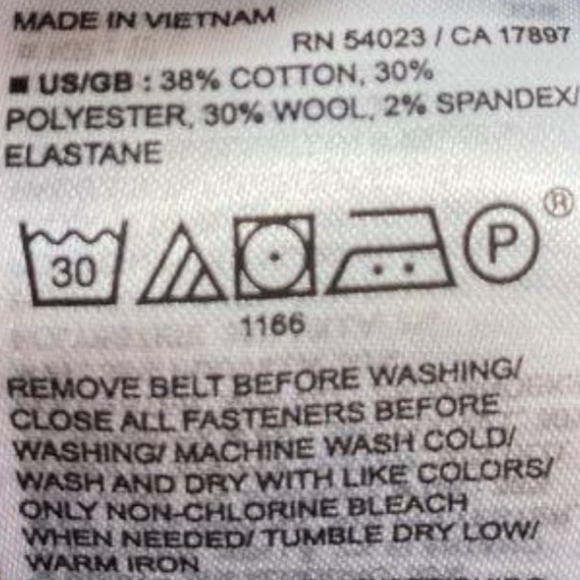 MADE IN VIETNAM
RN 54023 / CA 17897
■ US/GB : 38% COTTON, 30%
POLYESTER, 30% WOOL, 2% SPANDEX/
ELASTANE
®
30 P
1166
REMOVE BELT BEFORE WASHING/
CLOSE ALL FASTENERS BEFORE
WASHING/ MACHINE WASH COLD/
WASH AND DRY WITH LIKE COLORS/
ONLY NON-CHLORINE BLEACH
WHEN NEEDED/ TUMBLE DRY LOW/
WARM IRON